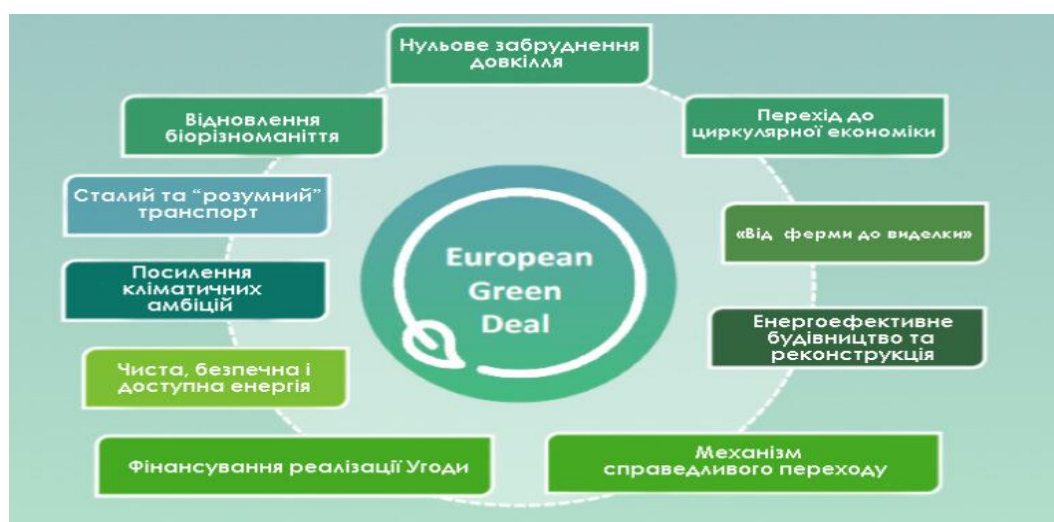 Нульове забруднення
довкілля
Відновлення
біорізноманіття
Перехід до
циркулярної економіки
Сталий та “розумний”
транспорт
«Від ферми до виделки»
Посилення
кліматичних
амбіцій
European
Green
Deal
Енергоефективне
будівництво та
реконструкція
Чиста, безпечна і
доступна енергія
Фінансування реалізації Угоди
Механізм
справедливого переходу